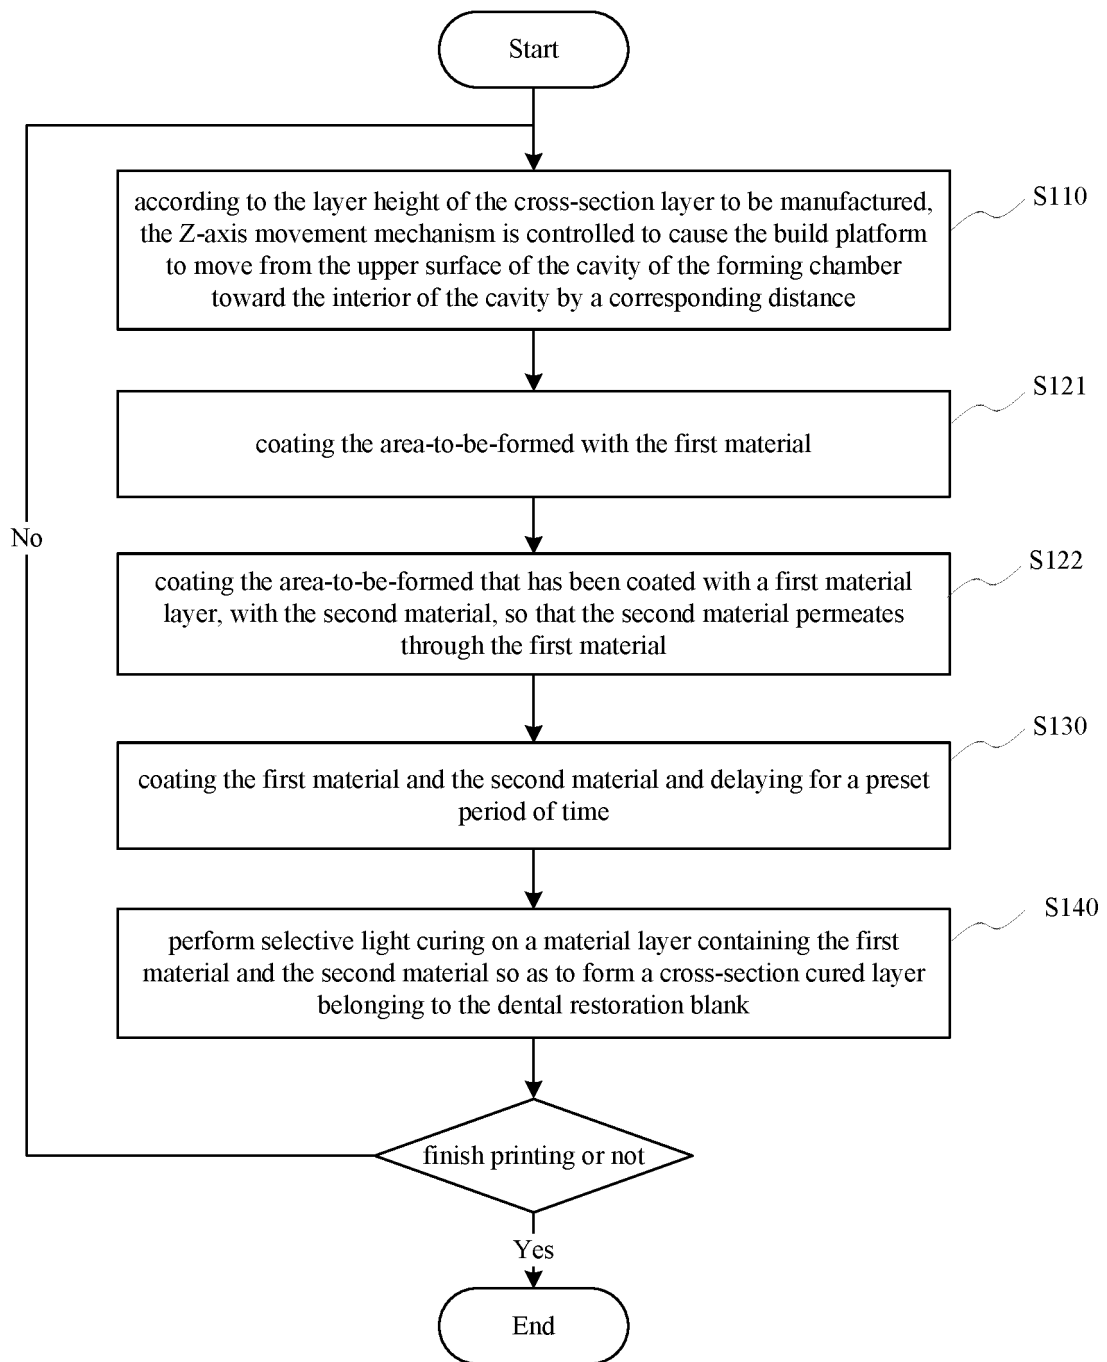 Start
according to the layer height of the cross-section layer to be manufactured,
the Z-axis movement mechanism is controlled to cause the build platform
to move from the upper surface of the cavity of the forming chamber
toward the interior of the cavity by a corresponding distance
S110
coating the area-to-be-formed with the first material
S121
coating the area-to-be-formed that has been coated with a first material
layer, with the second material, so that the second material permeates
through the first material
S122
coating the first material and the second material and delaying for a preset
period of time
S130
perform selective light curing on a material layer containing the first
material and the second material so as to form a cross-section cured layer
belonging to the dental restoration blank
S140
finish printing or not
No
Yes
End